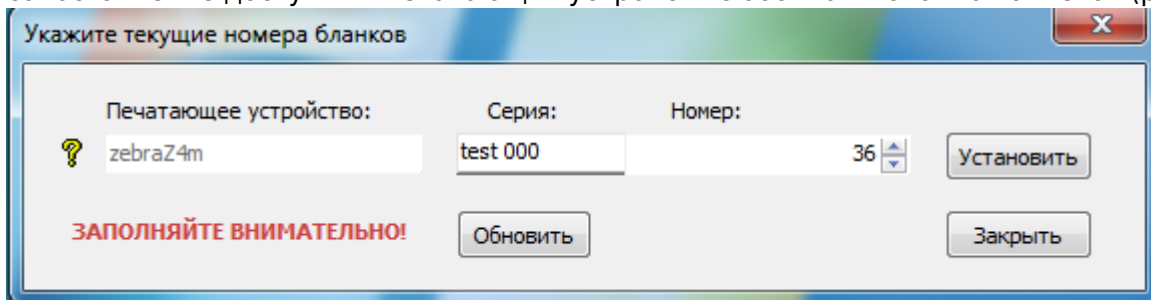 Укажите текущие номера бланков
Печатающее устройство: Серия: Номер:
zebraZ4m test 000 36 Установить
ЗАПОЛНЯЙТЕ ВНИМАТЕЛЬНО! Обновить Закрыть